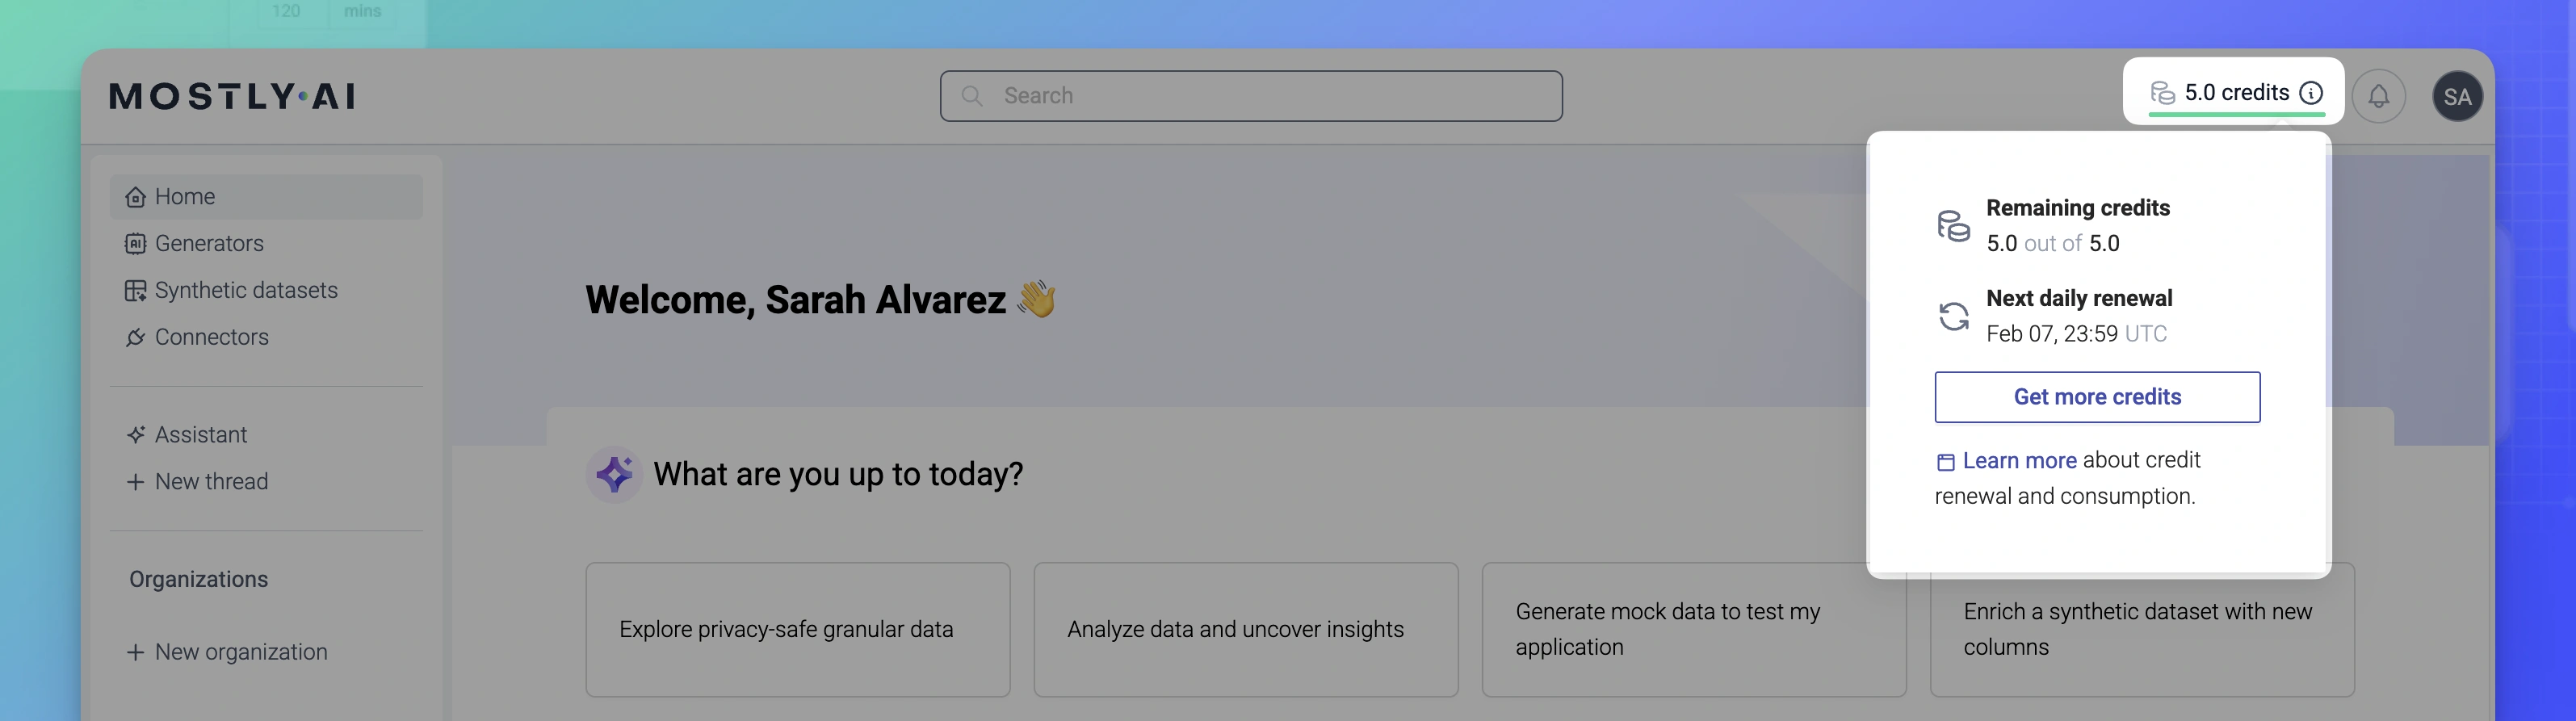 120 mins
MOSTLY AI
Search
5.0 credits
SA
Home
Generators
Synthetic datasets
Connectors
Assistant
New thread
Organizations
New organization
Welcome, Sarah Alvarez
What are you up to today?
Explore privacy-safe granular data
Analyze data and uncover insights
Generate mock data to test my
application
Enrich a synthetic dataset with new
columns
Remaining credits
5.0 out of 5.0
Next daily renewal
Feb 07, 23:59 UTC
Get more credits
Learn more about credit
renewal and consumption.